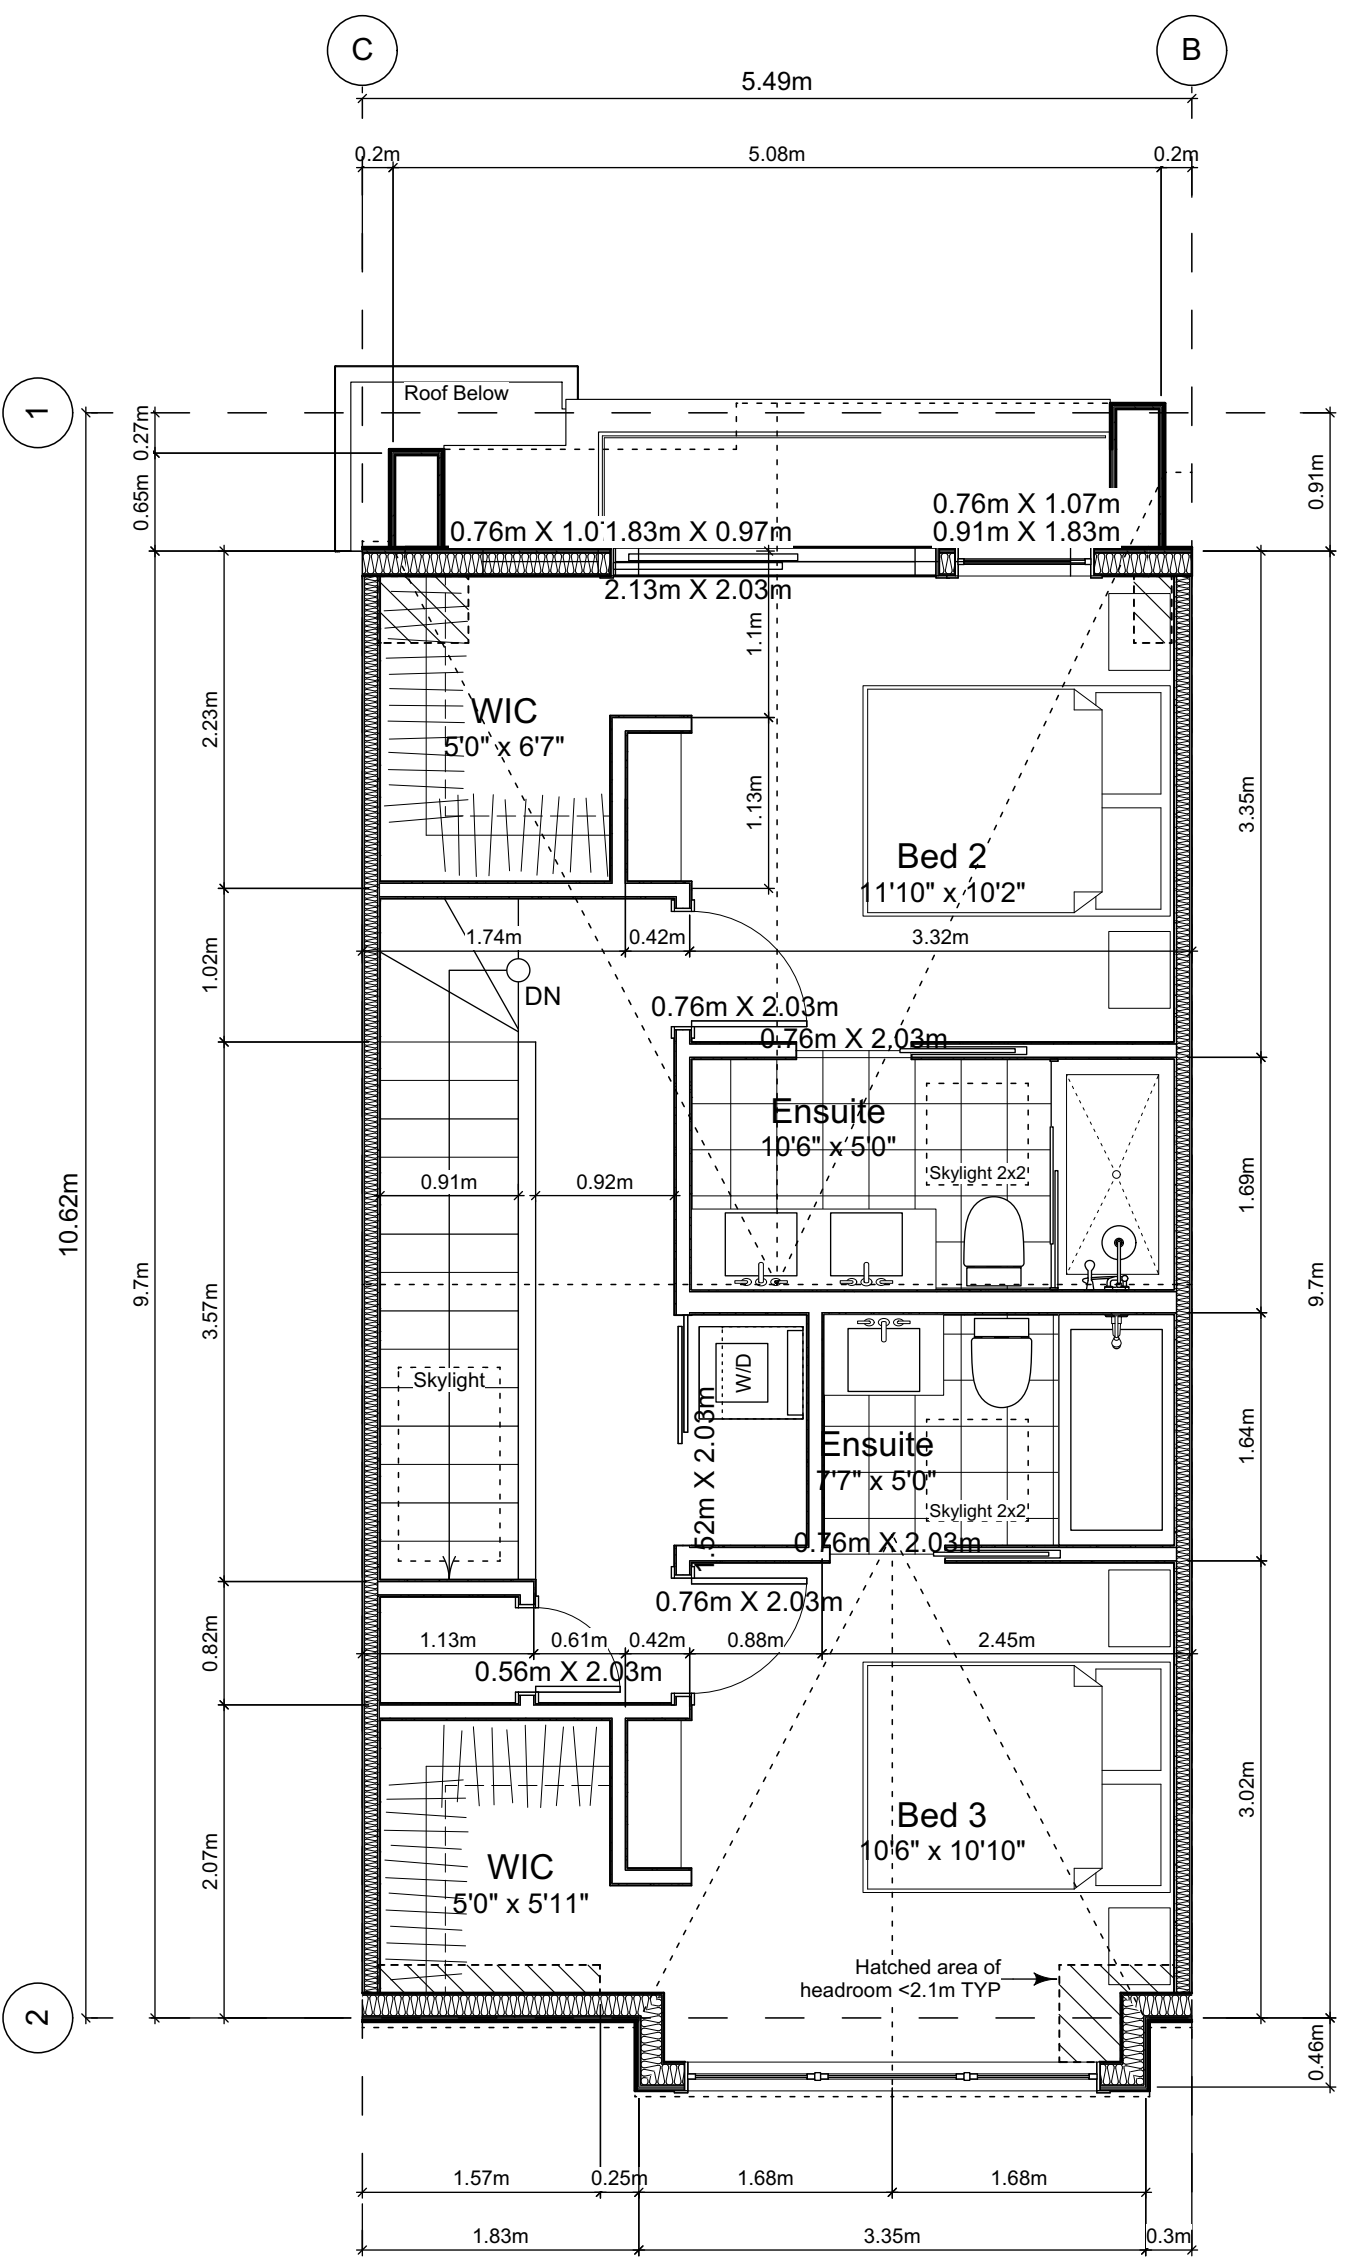 C
B
5.49m
0.2m
5.08m
0.2m
Roof Below
1
0.27m
0.65m
0.91m
0.76m X 1.07m
0.76m X 1.0
1.83m X 0.97m
0.91m X 1.83m
2.13m X 2.03m
1.1m
2.23m
WIC
5'0" x 6'7"
1.13m
3.35m
Bed 2
11'10" x 10'2"
1.74m
0.42m
3.32m
1.02m
DN
0.76m X 2.03m
0.76m X 2.03m
Ensuite
10'6" x 5'0"
Skylight 2x2
0.91m
0.92m
1.69m
10.62m
9.7m
3.57m
9.7m
Skylight
W/D
1.52m X 2.03m
Ensuite
7'7" x 5'0"
Skylight 2x2
1.64m
0.76m X 2.03m
0.76m X 2.03m
0.82m
1.13m
0.61m
0.42m
0.88m
2.45m
0.56m X 2.03m
2.07m
Bed 3
10'6" x 10'10"
3.02m
WIC
5'0" x 5'11"
Hatched area of
headroom <2.1m TYP
2
0.46m
1.57m
0.25m
1.68m
1.68m
1.83m
3.35m
0.3m